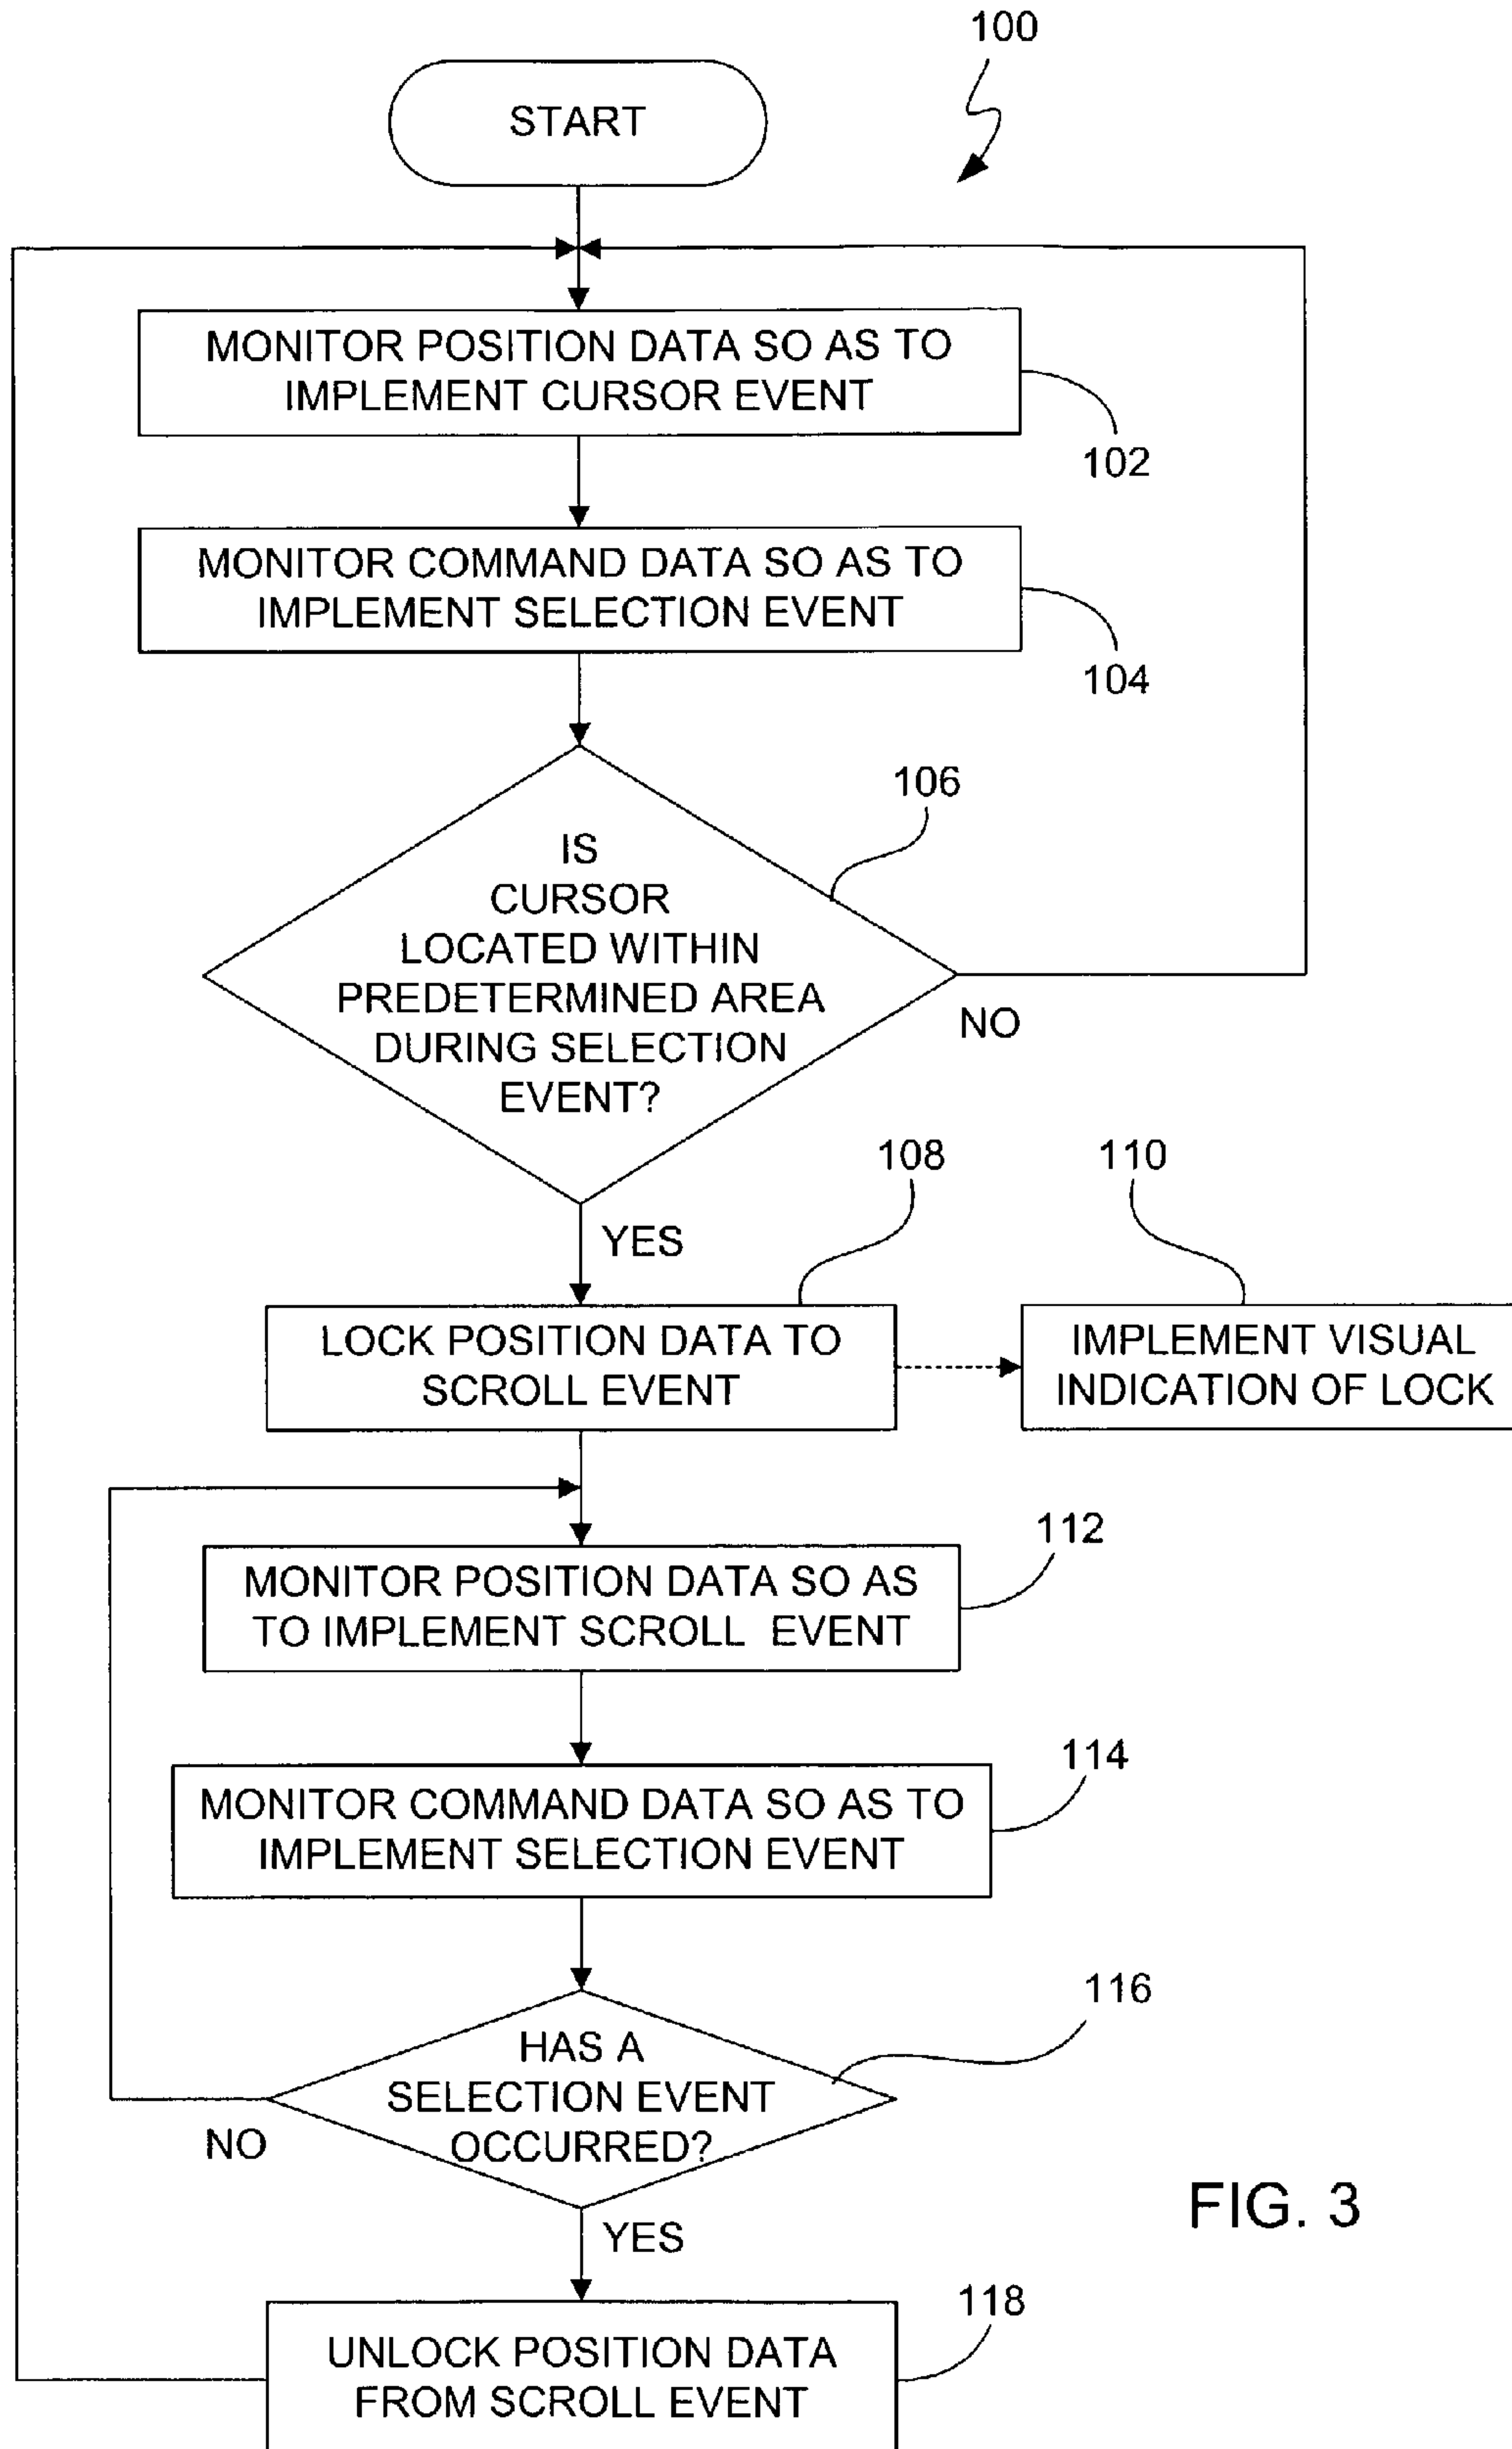 100
START
MONITOR POSITION DATA SO AS TO
IMPLEMENT CURSOR EVENT
102
MONITOR COMMAND DATA SO AS TO
IMPLEMENT SELECTION EVENT
104
106
IS
CURSOR
LOCATED WITHIN
PREDETERMINED AREA
DURING SELECTION
EVENT?
NO
YES
108
110
LOCK POSITION DATA TO
SCROLL EVENT
IMPLEMENT VISUAL
INDICATION OF LOCK
112
MONITOR POSITION DATA SO AS
TO IMPLEMENT SCROLL EVENT
114
MONITOR COMMAND DATA SO AS TO
IMPLEMENT SELECTION EVENT
116
HAS A
SELECTION EVENT
OCCURRED?
NO
YES
FIG. 3
118
UNLOCK POSITION DATA
FROM SCROLL EVENT